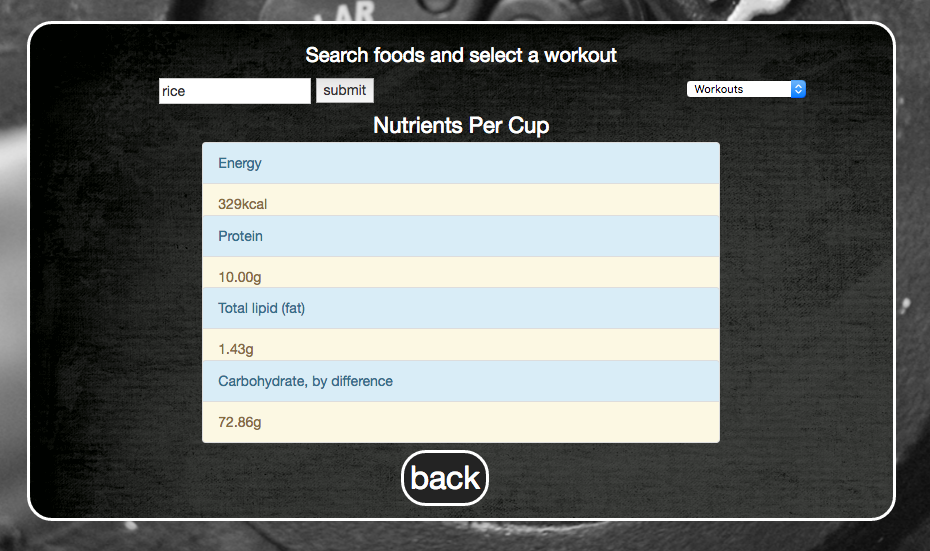 LAR
Search foods and select a workout
rice submit Workouts
Nutrients Per Cup
Energy
329kcal
Protein
10.00g
Total lipid (fat)
1.43g
Carbohydrate, by difference
72.86g
back